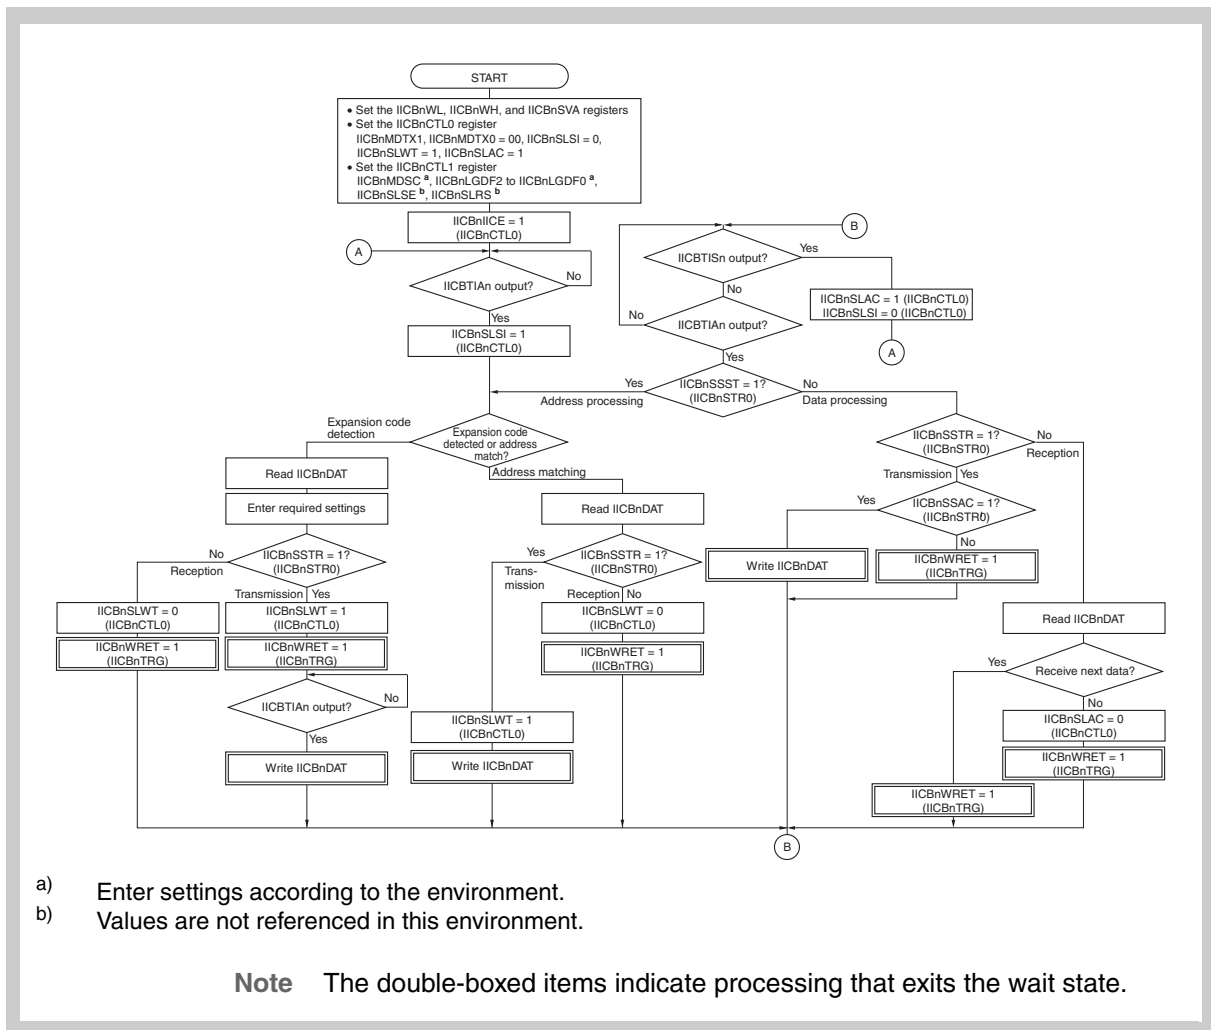 START
• Set the IICBnWL, IICBnWH, and IICBnSVA registers
• Set the IICBnCTL0 register
IICBnMDTX1, IICBnMDTX0 = 00, IICBnSLSI = 0,
IICBnSLWT = 1, IICBnSLAC = 1
• Set the IICBnCTL1 register
IICBnMDSC a, IICBnLGDF2 to IICBnLGDF0 a,
IICBnSLSE b, IICBnSLRS b
IICBnIICE = 1
(IICBnCTL0)
A
IICBTIAn output?
No
Yes
IICBnSLSI = 1
(IICBnCTL0)
B
IICBTISn output?
Yes
No
IICBnSLAC = 1 (IICBnCTL0)
IICBnSLSI = 0 (IICBnCTL0)
A
No
IICBTIAn output?
Yes
IICBnSSST = 1?
(IICBnSTR0)
Yes
Address processing
No
Data processing
Expansion code
detection
Expansion code
detected or address
match?
Address matching
Read IICBnDAT
Enter required settings
IICBnSSTR = 1?
(IICBnSTR0)
No
Reception
Transmission
Yes
IICBnSLWT = 0
(IICBnCTL0)
IICBnWRET = 1
(IICBnTRG)
IICBnSLWT = 1
(IICBnCTL0)
IICBnWRET = 1
(IICBnTRG)
IICBTIAn output?
No
Yes
Write IICBnDAT
Read IICBnDAT
IICBnSSTR = 1?
(IICBnSTR0)
Yes
Trans-
mission
Reception
No
IICBnSLWT = 0
(IICBnCTL0)
IICBnWRET = 1
(IICBnTRG)
IICBnSLWT = 1
(IICBnCTL0)
Write IICBnDAT
IICBnSSTR = 1?
(IICBnSTR0)
No
Reception
Transmission
Yes
IICBnSSAC = 1?
(IICBnSTR0)
Yes
No
Write IICBnDAT
IICBnWRET = 1
(IICBnTRG)
Read IICBnDAT
Receive next data?
Yes
No
IICBnSLAC = 0
(IICBnCTL0)
IICBnWRET = 1
(IICBnTRG)
IICBnWRET = 1
(IICBnTRG)
B
a) Enter settings according to the environment.
b) Values are not referenced in this environment.
Note The double-boxed items indicate processing that exits the wait state.